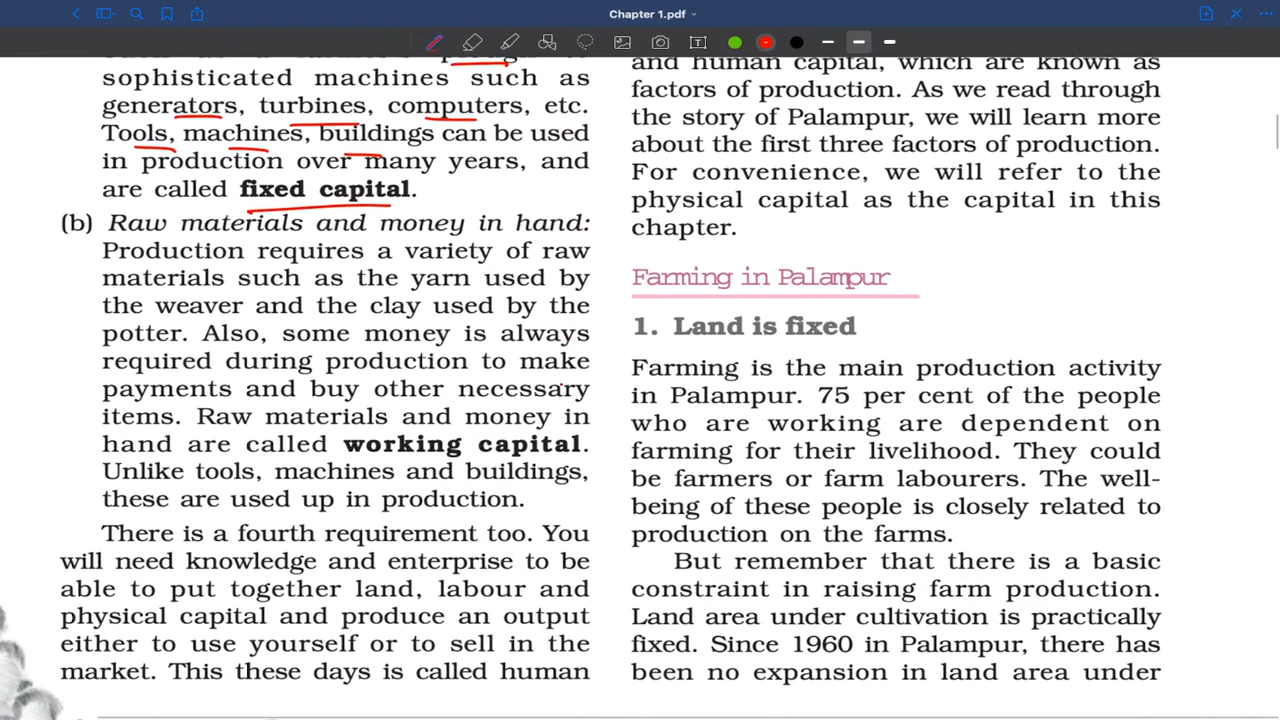 Chapter 1.pdf
sophisticated machines such as
generators, turbines, computers, etc.
Tools, machines, buildings can be used
in production over many years, and
are called fixed capital.
(b) Raw materials and money in hand:
Production requires a variety of raw
materials such as the yarn used by
the weaver and the clay used by the
potter. Also, some money is always
required during production to make
payments and buy other necessary
items. Raw materials and money in
hand are called working capital.
Unlike tools, machines and buildings,
these are used up in production.
There is a fourth requirement too. You
will need knowledge and enterprise to be
able to put together land, labour and
physical capital and produce an output
either to use yourself or to sell in the
market. This these days is called human
and human capital, which are known as
factors of production. As we read through
the story of Palampur, we will learn more
about the first three factors of production.
For convenience, we will refer to the
physical capital as the capital in this
chapter.
Farming in Palampur
1. Land is fixed
Farming is the main production activity
in Palampur. 75 per cent of the people
who are working are dependent on
farming for their livelihood. They could
be farmers or farm labourers. The well-
being of these people is closely related to
production on the farms.
But remember that there is a basic
constraint in raising farm production.
Land area under cultivation is practically
fixed. Since 1960 in Palampur, there has
been no expansion in land area under